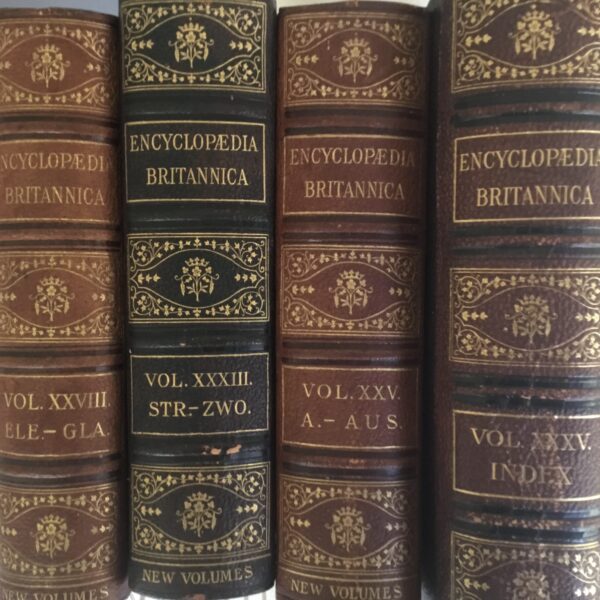 ENCYCLOPÆDIA
BRITANNICA
VOL. XXVIII.
ELE.-GLA.
NEW VOLUMES
ENCYCLOPÆDIA
BRITANNICA
VOL. XXXIII.
STR.-ZWO.
NEW VOLUMES
ENCYCLOPÆDIA
BRITANNICA
VOL. XXV.
A.-AUS.
NEW VOLUMES
ENCYCLOPÆDIA
BRITANNICA
VOL. XXXV.
INDEX